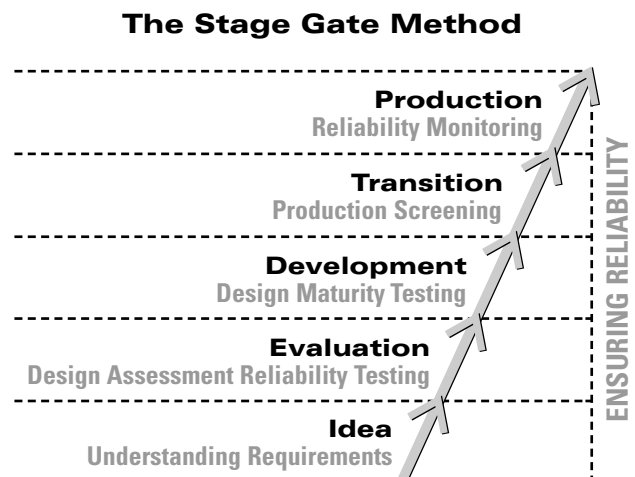 The Stage Gate Method
Production
Reliability Monitoring
Transition
Production Screening
Development
Design Maturity Testing
Evaluation
Design Assessment Reliability Testing
Idea
Understanding Requirements
ENSURING RELIABILITY